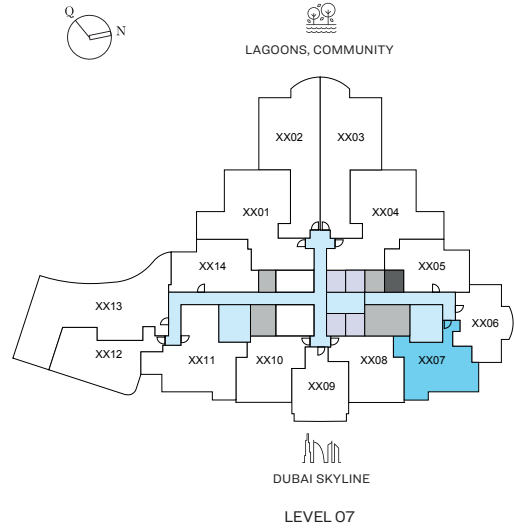 Q
N
LAGOONS, COMMUNITY
XX02 XX03
XX01 XX04
XX14 XX05
XX13
XX06
XX12 XX11 XX10 XX08 XX07
XX09
DUBAI SKYLINE
LEVEL 07